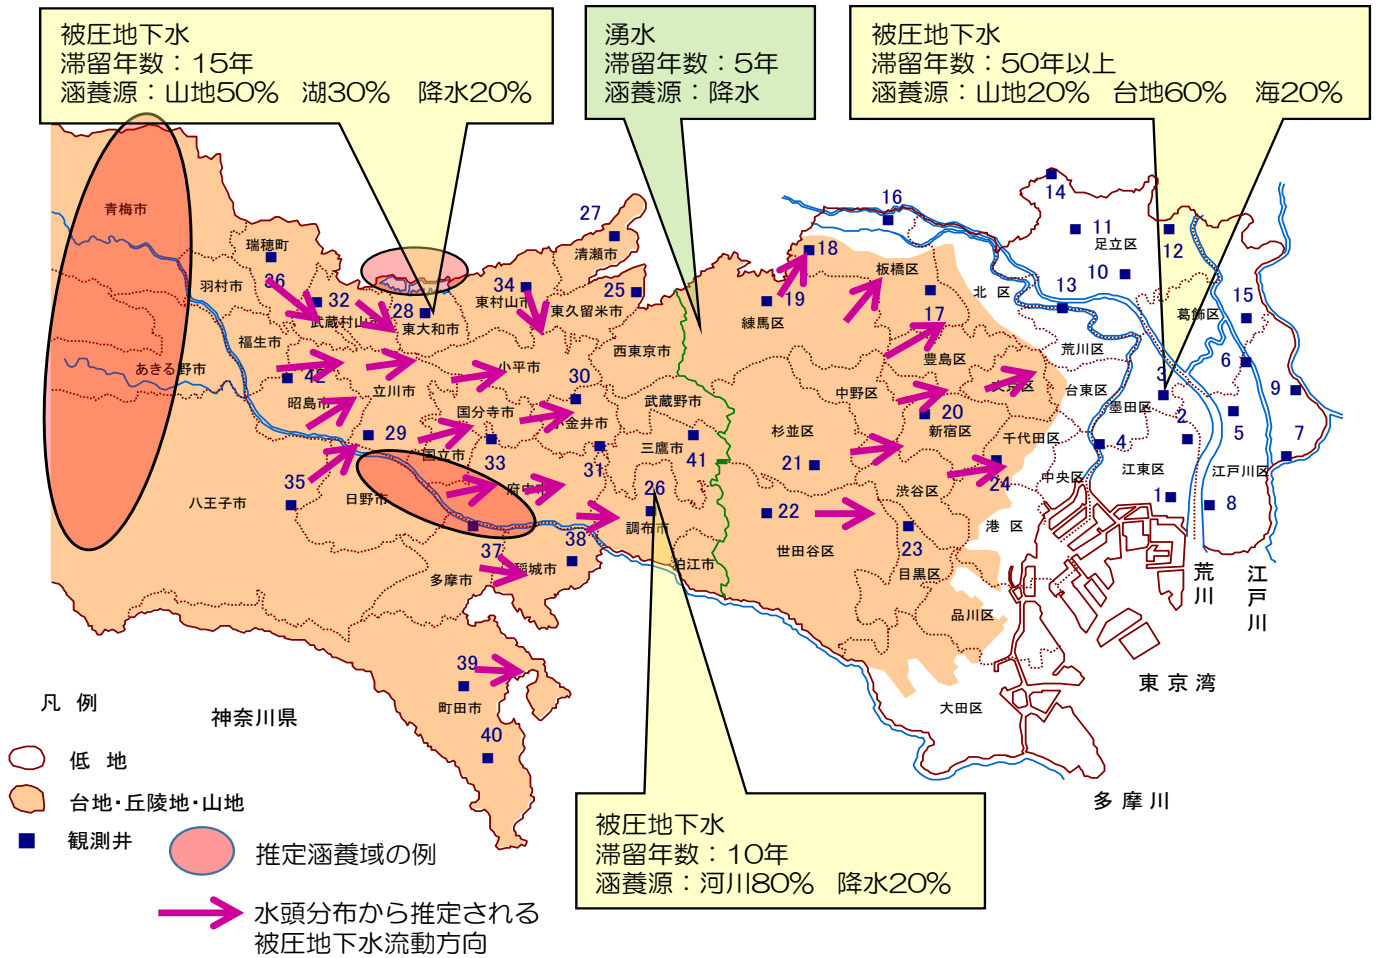 被圧地下水
滞留年数：15年
涵養源：山地50%　湖30%　降水20%
湧水
滞留年数：5年
涵養源：降水
被圧地下水
滞留年数：50年以上
涵養源：山地20%　台地60%　海20%
青梅市
瑞穂町
36
羽村市
32
武蔵村山市
28
東大和市
34
東村山市
27
清瀬市
25
東久留米市
西東京市
福生市
あきる野市
42
昭島市
立川市
小平市
30
小金井市
国分寺市
29
国立市
33
31
武蔵野市
三鷹市
41
35
八王子市
日野市
府中市
26
調布市
狛江市
38
37
稲城市
多摩市
39
町田市
40
16
18
19
練馬区
板橋区
17
豊島区
北 区
14
11
足立区
10
12
13
15
葛飾区
荒川区
文京区
台東区
3
墨田区
2
6
9
5
7
江戸川区
中野区
20
新宿区
千代田区
4
江東区
1
8
中央区
杉並区
21
渋谷区
24
港 区
22
世田谷区
23
目黒区
品川区
大田区
荒川
江戸川
東京湾
多摩川
神奈川県
凡 例
低 地
台地・丘陵地・山地
観測井
推定涵養域の例
水頭分布から推定される
被圧地下水流動方向
被圧地下水
滞留年数：10年
涵養源：河川80%　降水20%